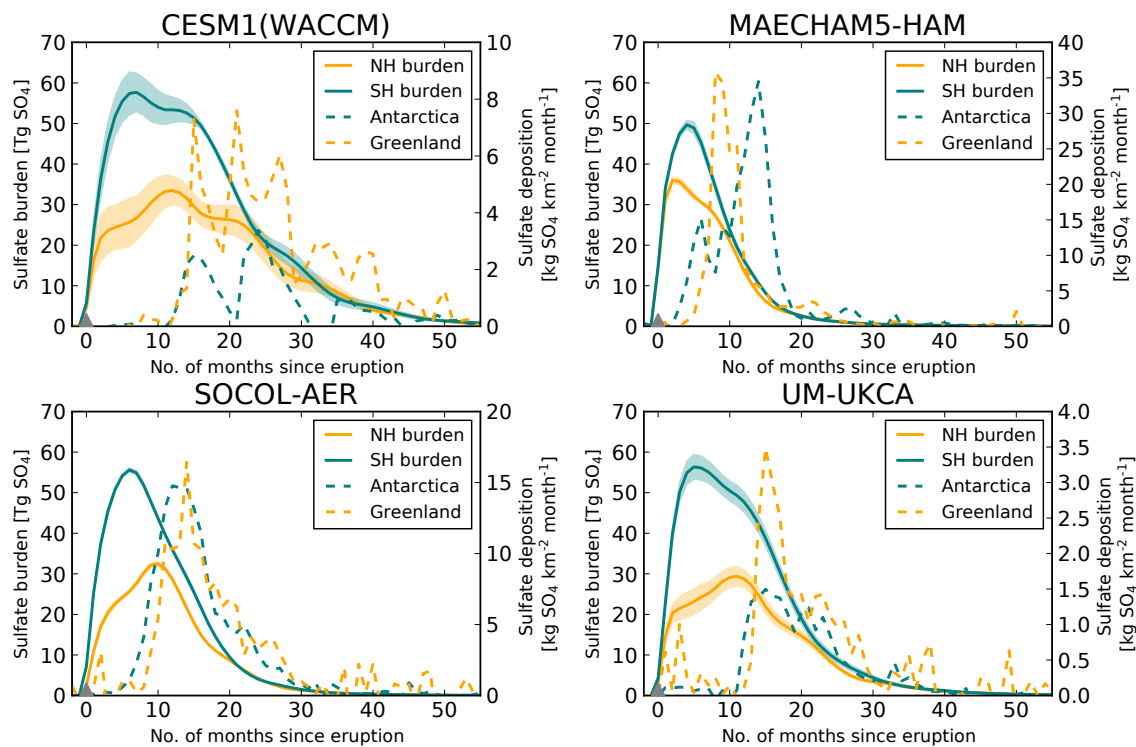 CESM1(WACCM)
70
60
50
40
30
20
10
0
Sulfate burden [Tg SO4]
NH burden
SH burden
Antarctica
Greenland
10
8
6
4
2
0
Sulfate deposition
[kg SO4 km-2 month-1]
0 10 20 30 40 50
No. of months since eruption
MAECHAM5-HAM
70
60
50
40
30
20
10
0
Sulfate burden [Tg SO4]
NH burden
SH burden
Antarctica
Greenland
40
35
30
25
20
15
10
5
0
Sulfate deposition
[kg SO4 km-2 month-1]
0 10 20 30 40 50
No. of months since eruption
SOCOL-AER
70
60
50
40
30
20
10
0
Sulfate burden [Tg SO4]
NH burden
SH burden
Antarctica
Greenland
20
15
10
5
0
Sulfate deposition
[kg SO4 km-2 month-1]
0 10 20 30 40 50
No. of months since eruption
UM-UKCA
70
60
50
40
30
20
10
0
Sulfate burden [Tg SO4]
NH burden
SH burden
Antarctica
Greenland
4.0
3.5
3.0
2.5
2.0
1.5
1.0
0.5
0.0
Sulfate deposition
[kg SO4 km-2 month-1]
0 10 20 30 40 50
No. of months since eruption